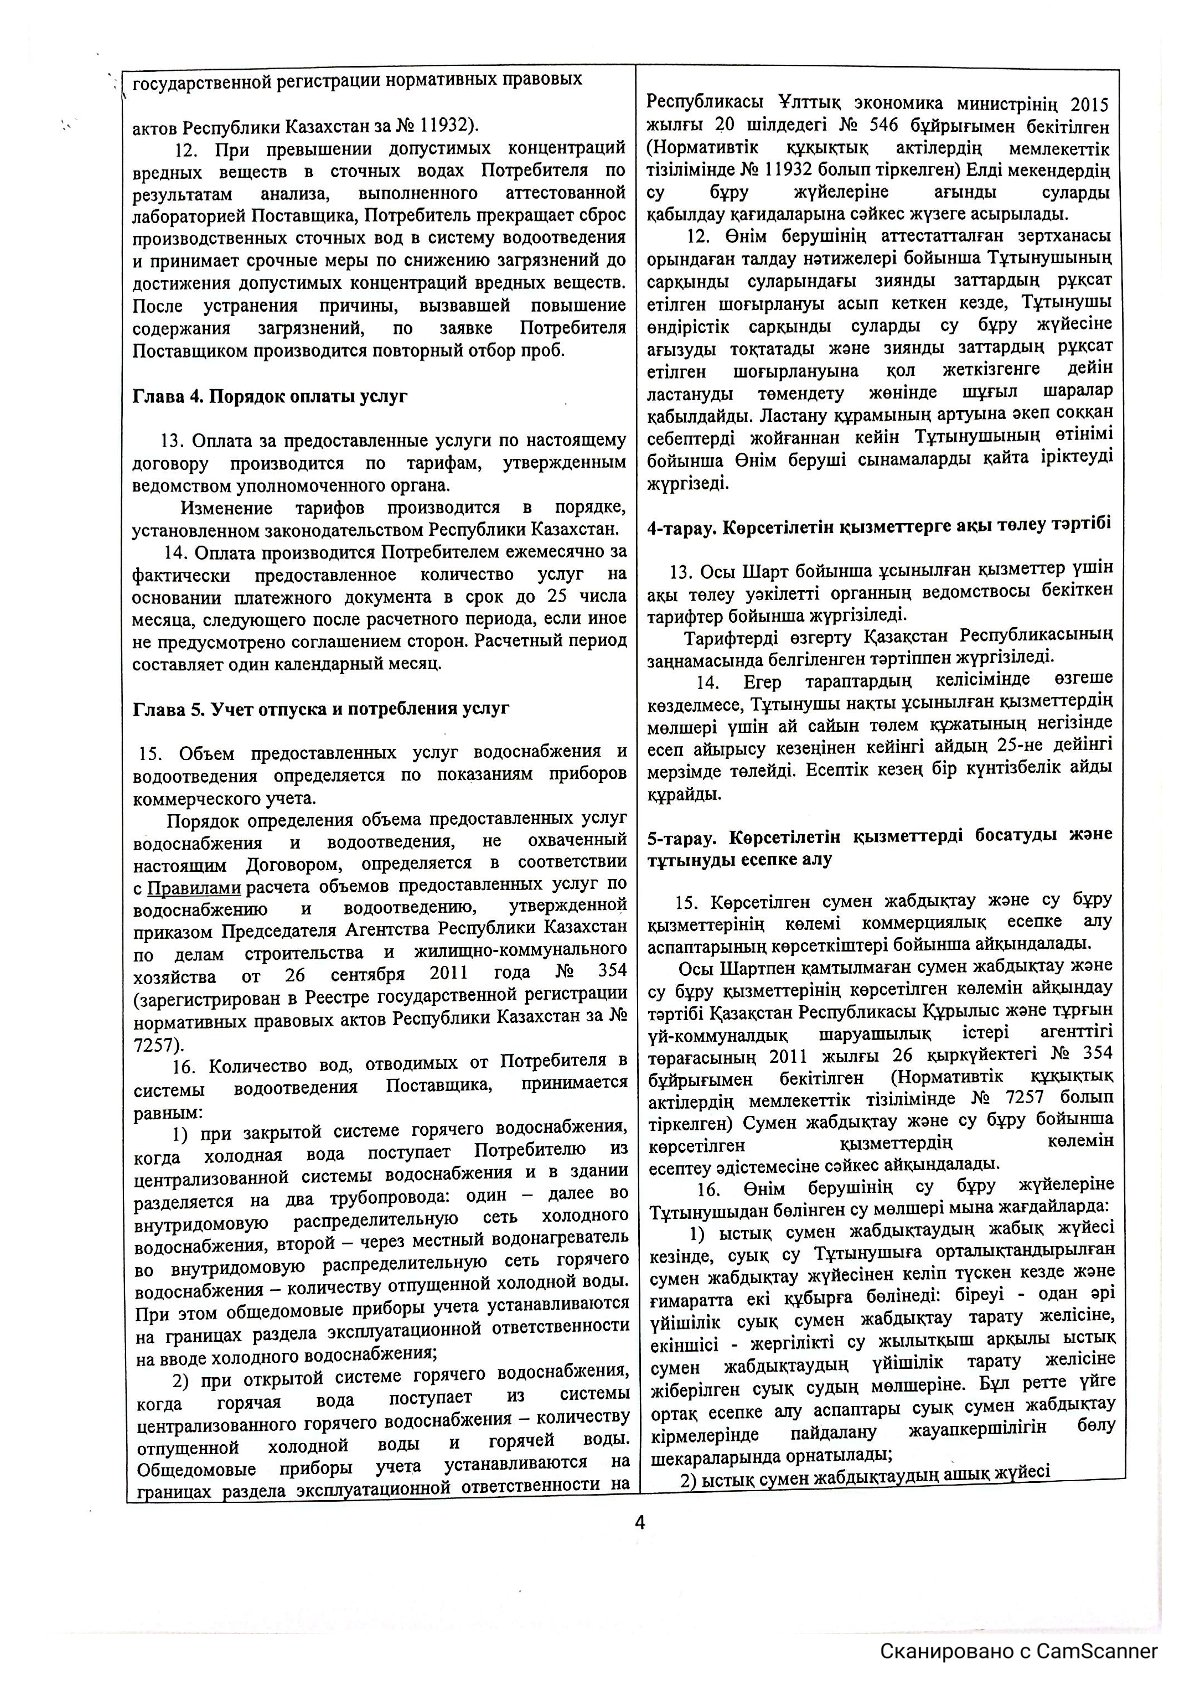 государственной регистрации нормативных правовых
актов Республики Казахстан за № 11932).
12. При превышении допустимых концентраций
вредных веществ в сточных водах Потребителя по
результатам анализа, выполненного аттестованной
лабораторией Поставщика, Потребитель прекращает сброс
производственных сточных вод в систему водоотведения
и принимает срочные меры по снижению загрязнений до
достижения допустимых концентраций вредных веществ.
После устранения причины, вызвавшей повышение
содержания загрязнений, по заявке Потребителя
Поставщиком производится повторный отбор проб.
Глава 4. Порядок оплаты услуг
13. Оплата за предоставленные услуги по настоящему
договору производится по тарифам, утвержденным
ведомством уполномоченного органа.
Изменение тарифов производится в порядке,
установленном законодательством Республики Казахстан.
14. Оплата производится Потребителем ежемесячно за
фактически предоставленное количество услуг на
основании платежного документа в срок до 25 числа
месяца, следующего после расчетного периода, если иное
не предусмотрено соглашением сторон. Расчетный период
составляет один календарный месяц.
Глава 5. Учет отпуска и потребления услуг
15. Объем предоставленных услуг водоснабжения и
водоотведения определяется по показаниям приборов
коммерческого учета.
Порядок определения объема предоставленных услуг
водоснабжения и водоотведения, не охваченный
настоящим Договором, определяется в соответствии
с Правилами расчета объемов предоставленных услуг по
водоснабжению и водоотведению, утвержденной
приказом Председателя Агентства Республики Казахстан
по делам строительства и жилищно-коммунального
хозяйства от 26 сентября 2011 года № 354
(зарегистрирован в Реестре государственной регистрации
нормативных правовых актов Республики Казахстан за №
7257).
16. Количество вод, отводимых от Потребителя в
системы водоотведения Поставщика, принимается
равным:
1) при закрытой системе горячего водоснабжения,
когда холодная вода поступает Потребителю из
централизованной системы водоснабжения и в здании
разделяется на два трубопровода: один – далее во
внутридомовую распределительную сеть холодного
водоснабжения, второй – через местный водонагреватель
во внутридомовую распределительную сеть горячего
водоснабжения – количеству отпущенной холодной воды.
При этом общедомовые приборы учета устанавливаются
на границах раздела эксплуатационной ответственности
на вводе холодного водоснабжения;
2) при открытой системе горячего водоснабжения,
когда горячая вода поступает из системы
централизованного горячего водоснабжения – количеству
отпущенной холодной воды и горячей воды.
Общедомовые приборы учета устанавливаются на
границах раздела эксплуатационной ответственности на
Республикасы Ұлттық экономика министрінің 2015
жылғы 20 шілдедегі № 546 бұйрығымен бекітілген
(Нормативтік құқықтық актілердің мемлекеттік
тізілімінде № 11932 болып тіркелген) Елді мекендердің
су бұру жүйелеріне ағынды суларды
қабылдау қағидаларына сәйкес жүзеге асырылады.
12. Өнім берушінің аттестатталған зертханасы
орындаған талдау нәтижелері бойынша Тұтынушының
сарқынды суларындағы зиянды заттардың рұқсат
етілген шоғырлануы асып кеткен кезде, Тұтынушы
өндірістік сарқынды суларды су бұру жүйесіне
ағызуды тоқтатады және зиянды заттардың рұқсат
етілген шоғырлануына қол жеткізгенге дейін
ластануды төмендету жөнінде шұғыл шаралар
қабылдайды. Ластану құрамының артуына әкеп соққан
себептерді жойғаннан кейін Тұтынушының өтінімі
бойынша Өнім беруші сынамаларды қайта іріктеуді
жүргізеді.
4-тарау. Көрсетілетін қызметтерге ақы төлеу тәртібі
13. Осы Шарт бойынша ұсынылған қызметтер үшін
ақы төлеу уәкілетті органның ведомствосы бекіткен
тарифтер бойынша жүргізіледі.
Тарифтерді өзгерту Қазақстан Республикасының
заңнамасында белгіленген тәртіппен жүргізіледі.
14. Егер тараптардың келісімінде өзгеше
көзделмесе, Тұтынушы нақты ұсынылған қызметтердің
мөлшері үшін ай сайын төлем құжатының негізінде
есеп айырысу кезеңінен кейінгі айдың 25-не дейінгі
мерзімде төлейді. Есептік кезең бір күнтізбелік айды
құрайды.
5-тарау. Көрсетілетін қызметтерді босатуды және
тұтынуды есепке алу
15. Көрсетілген сумен жабдықтау және су бұру
қызметтерінің көлемі коммерциялық есепке алу
аспаптарының көрсеткіштері бойынша айқындалады.
Осы Шартпен қамтылмаған сумен жабдықтау және
су бұру қызметтерінің көрсетілген көлемін айқындау
тәртібі Қазақстан Республикасы Құрылыс және тұрғын
үй-коммуналдық шаруашылық істері агенттігі
төрағасының 2011 жылғы 26 қыркүйектегі № 354
бұйрығымен бекітілген (Нормативтік құқықтық
актілердің мемлекеттік тізілімінде № 7257 болып
тіркелген) Сумен жабдықтау және су бұру бойынша
көрсетілген қызметтердің көлемін
есептеу әдістемесіне сәйкес айқындалады.
16. Өнім берушінің су бұру жүйелеріне
Тұтынушыдан бөлінген су мөлшері мына жағдайларда:
1) ыстық сумен жабдықтаудың жабық жүйесі
кезінде, суық су Тұтынушыға орталықтандырылған
сумен жабдықтау жүйесінен келіп түскен кезде және
ғимаратта екі құбырға бөлінеді: біреуі - одан әрі
үйішілік суық сумен жабдықтау тарату желісіне,
екіншісі - жергілікті су жылытқыш арқылы ыстық
сумен жабдықтаудың үйішілік тарату желісіне
жіберілген суық судың мөлшеріне. Бұл ретте үйге
ортақ есепке алу аспаптары суық сумен жабдықтау
кірмелерінде пайдалану жауапкершілігін бөлу
шекараларында орнатылады;
2) ыстық сумен жабдықтаудың ашық жүйесі
4
Сканировано с CamScanner